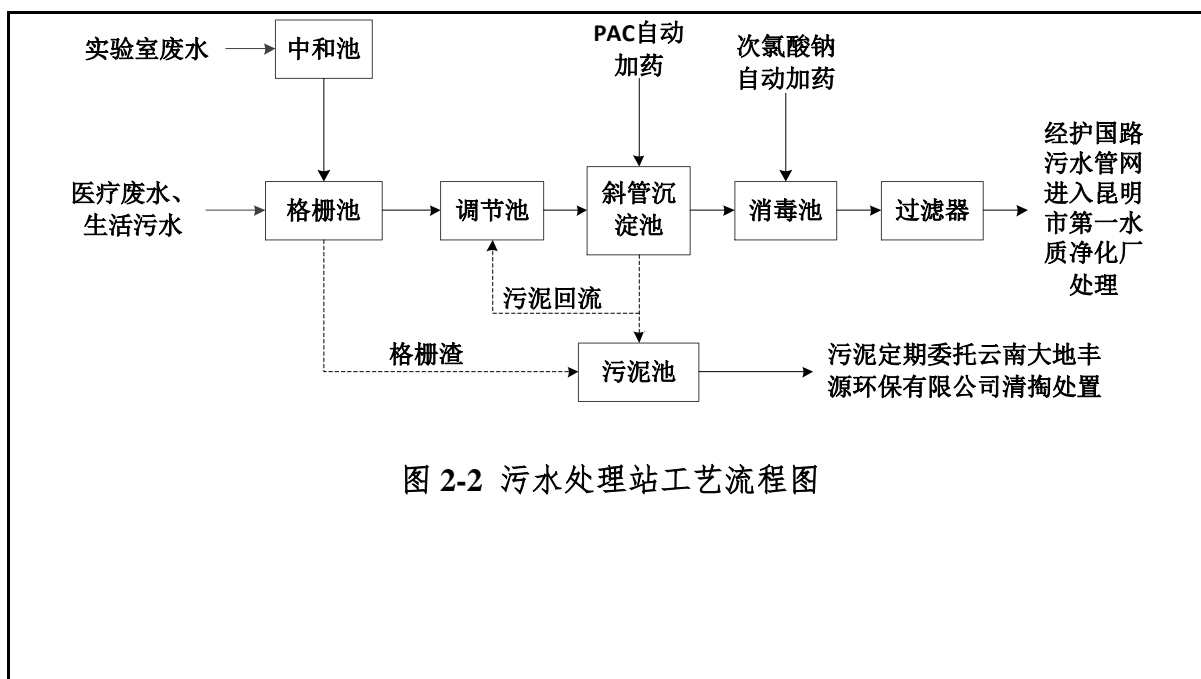 实验室废水
中和池
PAC自动
加药
次氯酸钠
自动加药
医疗废水、
生活污水
格栅池
调节池
斜管沉
淀池
消毒池
过滤器
经护国路
污水管网
进入昆明
市第一水
质净化厂
处理
污泥回流
格栅渣
污泥池
污泥定期委托云南大地丰
源环保有限公司清掏处置
图 2-2 污水处理站工艺流程图